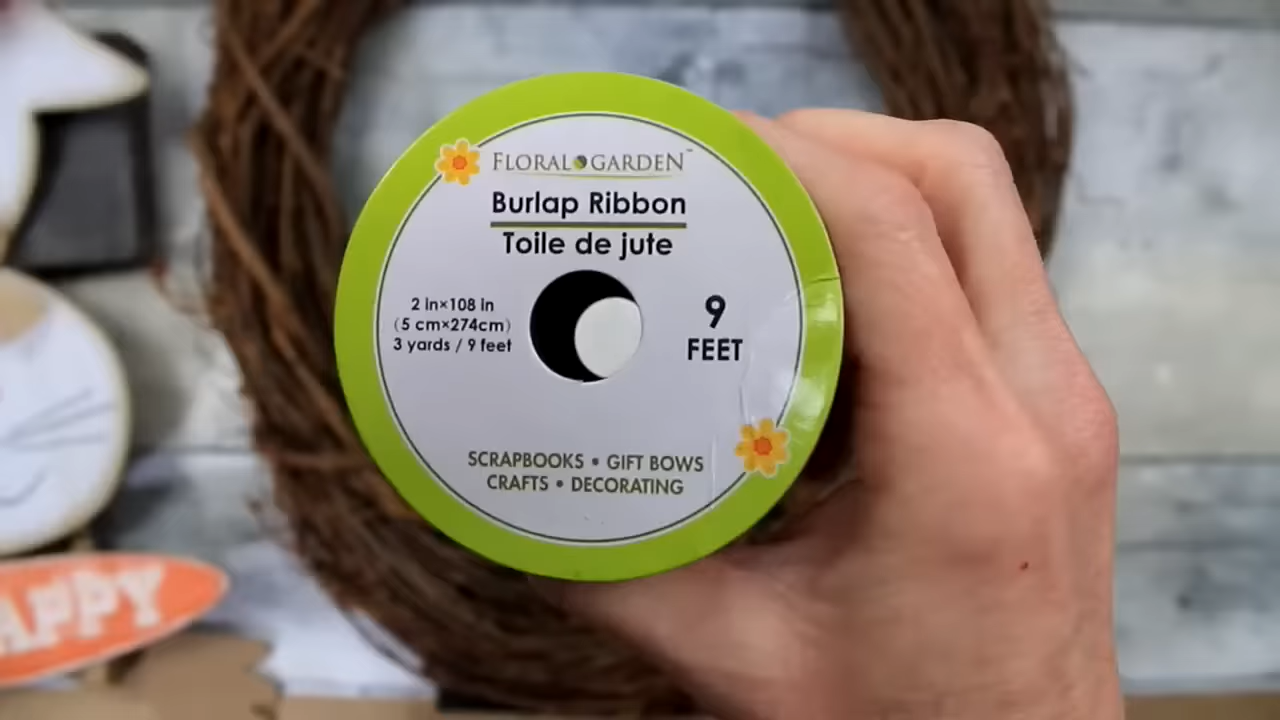 FLORAL GARDEN™
Burlap Ribbon
Toile de jute
2 in×108 in
(5 cm×274cm)
3 yards / 9 feet
9
FEET
SCRAPBOOKS • GIFT BOWS
CRAFTS • DECORATING
APPY